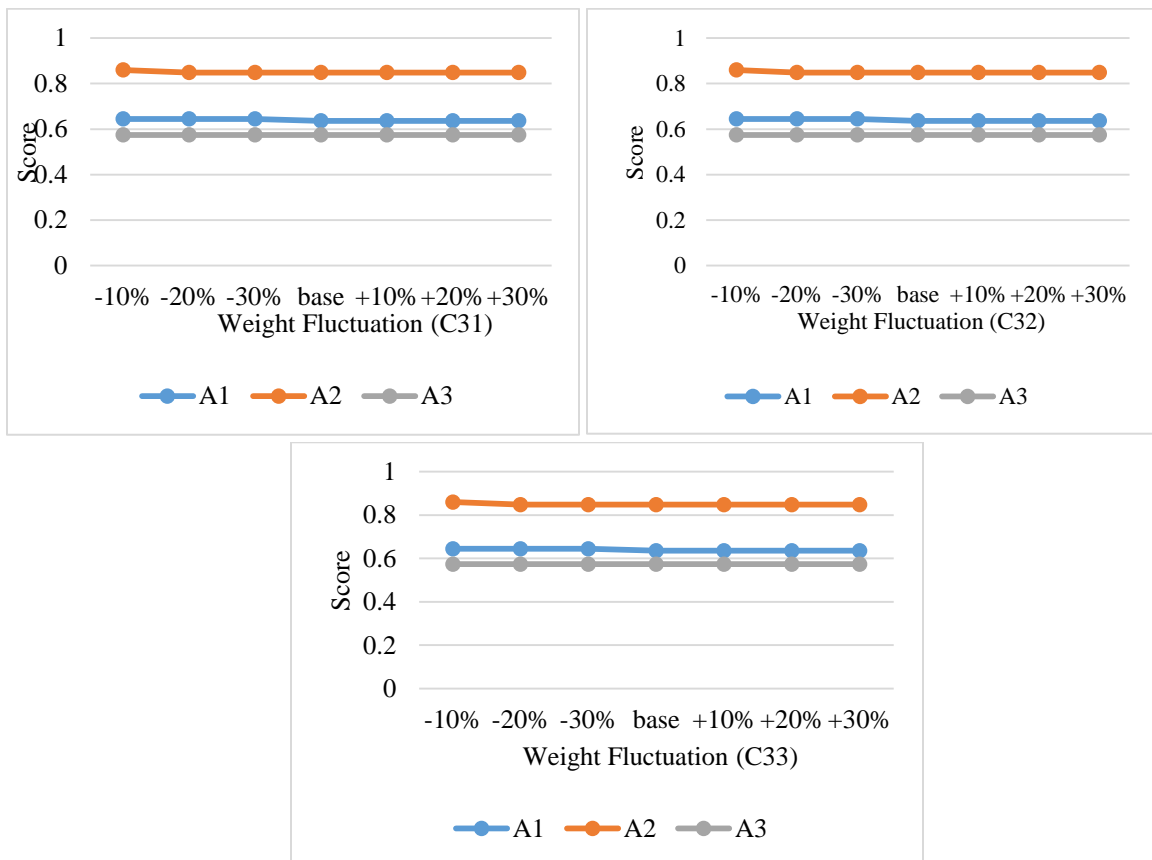 1
0.8
0.6
0.4
0.2
0
Score
-10% -20% -30% base +10% +20% +30%
Weight Fluctuation (C31)
A1 A2 A3
1
0.8
0.6
0.4
0.2
0
Score
-10% -20% -30% base +10% +20% +30%
Weight Fluctuation (C32)
A1 A2 A3
1
0.8
0.6
0.4
0.2
0
Score
-10% -20% -30% base +10% +20% +30%
Weight Fluctuation (C33)
A1 A2 A3